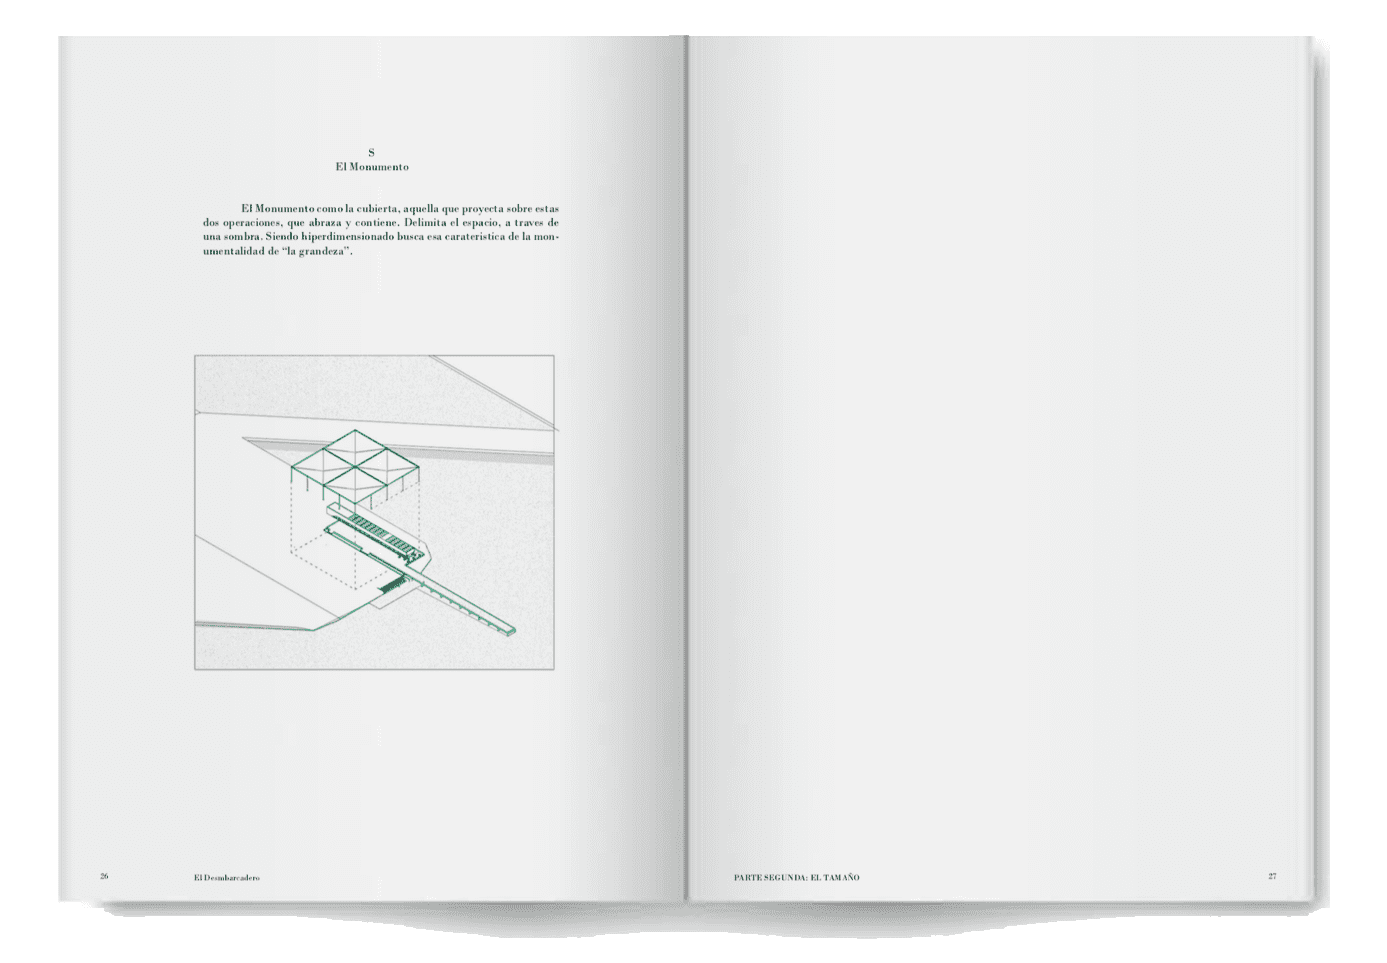 S
El Monumento
El Monumento como la cubierta, aquella que proyecta sobre estas
dos operaciones, que abraza y contiene. Delimita el espacio, a traves de
una sombra. Siendo hiperdimensionado busca esa carateristica de la mon-
umentalidad de “la grandeza”.
26
El Desmbarcadero
PARTE SEGUNDA: EL TAMAÑO
27